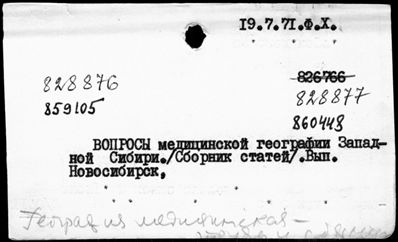 19.7.71.Ф.Х.
828876
859105
826766
828877
860449
ВОПРОСЫ медицинской географии Запад-
ной Сибири./Сборник статей/.Вып.
Новосибирск,
География медицинская -